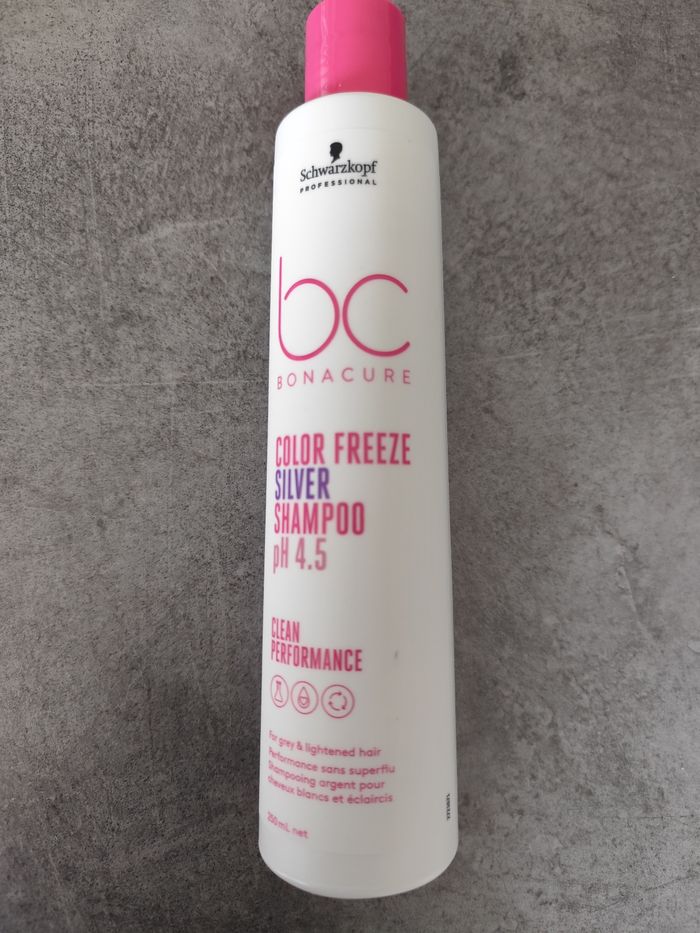 Schwarzkopf
PROFESSIONAL
bc
BONACURE
COLOR FREEZE
SILVER
SHAMPOO
pH 4.5
CLEAN
PERFORMANCE
For grey & lightened hair
Performance sans superflu
Shampooing argent pour
cheveux blancs et éclaircis
250 mL net